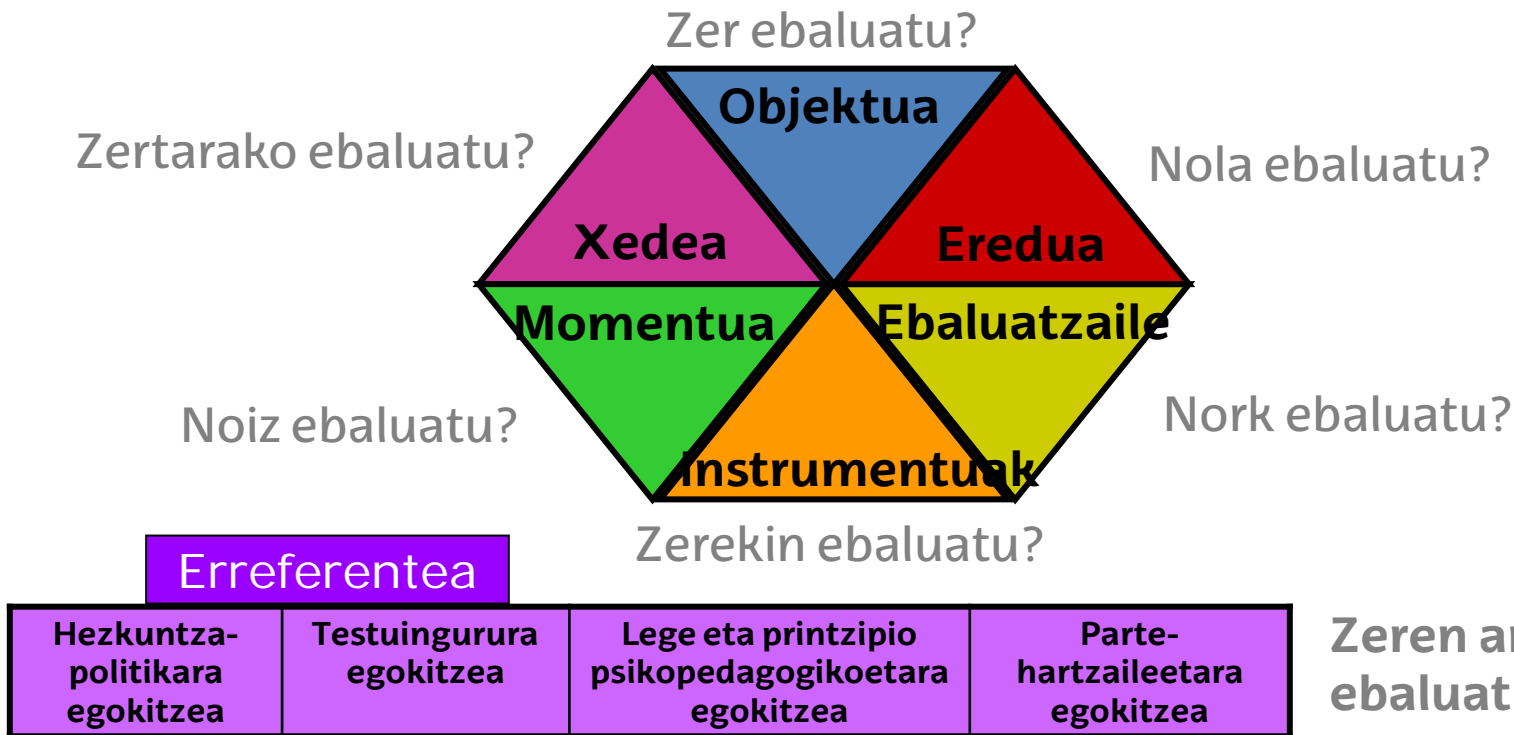 Zer ebaluatu?
Objektua
Zertarako ebaluatu?
Nola ebaluatu?
Xedea
Eredua
Momentua
Ebaluatzaile
Noiz ebaluatu?
Nork ebaluatu?
Instrumentuak
Zerekin ebaluatu?
Erreferentea
Hezkuntza-
politikara
egokitzea
Testuingurura
egokitzea
Lege eta printzipio
psikopedagogikoetara
egokitzea
Parte-
hartzaileetara
egokitzea
Zeren